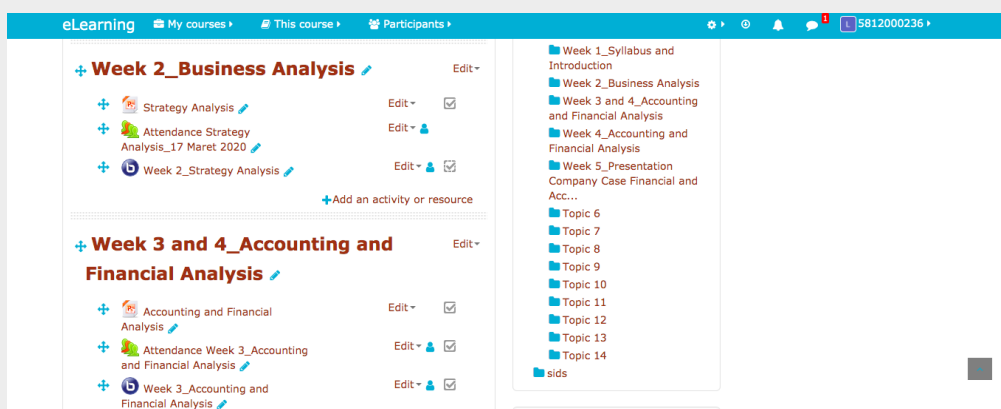 eLearning My courses This course Participants 1 L 5812000236
Week 2_Business Analysis Edit
Strategy Analysis Edit
Attendance Strategy Edit
Analysis_17 Maret 2020
Week 2_Strategy Analysis Edit
Add an activity or resource
Week 3 and 4_Accounting and Edit
Financial Analysis
Accounting and Financial Edit
Analysis
Attendance Week 3_Accounting Edit
and Financial Analysis
Week 3_Accounting and Edit
Financial Analysis
Week 1_Syllabus and
Introduction
Week 2_Business Analysis
Week 3 and 4_Accounting
and Financial Analysis
Week 4_Accounting and
Financial Analysis
Week 5_Presentation
Company Case Financial and
Acc...
Topic 6
Topic 7
Topic 8
Topic 9
Topic 10
Topic 11
Topic 12
Topic 13
Topic 14
sids